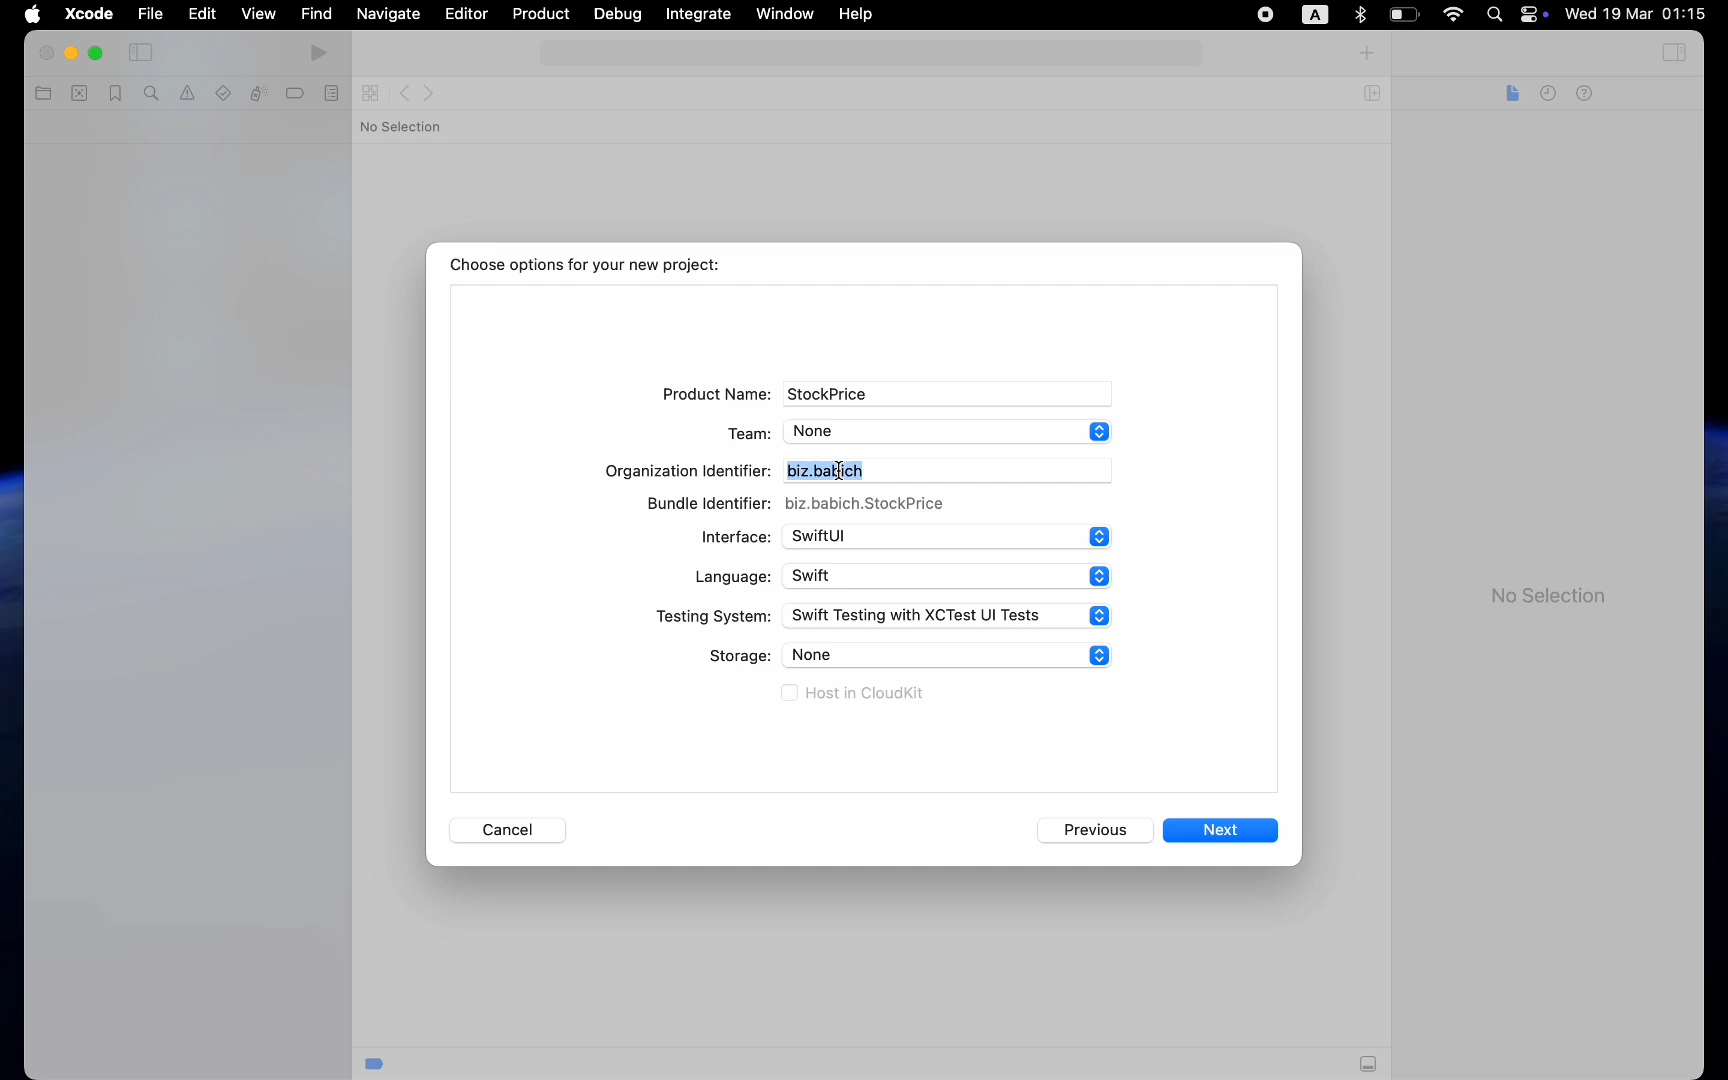 Xcode File Edit View Find Navigate Editor Product Debug Integrate Window Help A Wed 19 Mar 01:15
No Selection
Choose options for your new project:
Product Name: StockPrice
Team: None
Organization Identifier: biz.babich
Bundle Identifier: biz.babich.StockPrice
Interface: SwiftUI
Language: Swift
No Selection
Testing System: Swift Testing with XCTest UI Tests
Storage: None
Host in CloudKit
Cancel Previous Next